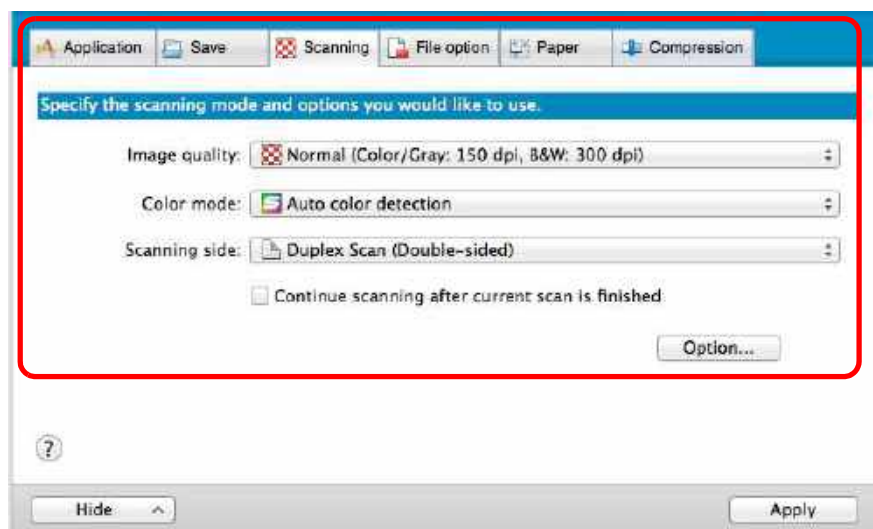 Application Save Scanning File option Paper Compression
Specify the scanning mode and options you would like to use.
Image quality: Normal (Color/Gray: 150 dpi, B&W: 300 dpi)
Color mode: Auto color detection
Scanning side: Duplex Scan (Double-sided)
Continue scanning after current scan is finished
Option...
?
Hide Apply